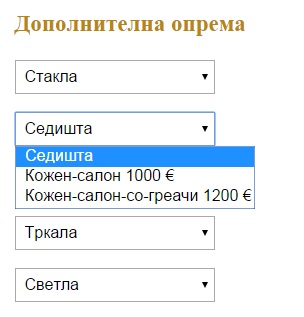 Дополнителна опрема
Стакла
Седишта
Седишта
Кожен-салон 1000 €
Кожен-салон-со-греачи 1200 €
Тркала
Светла